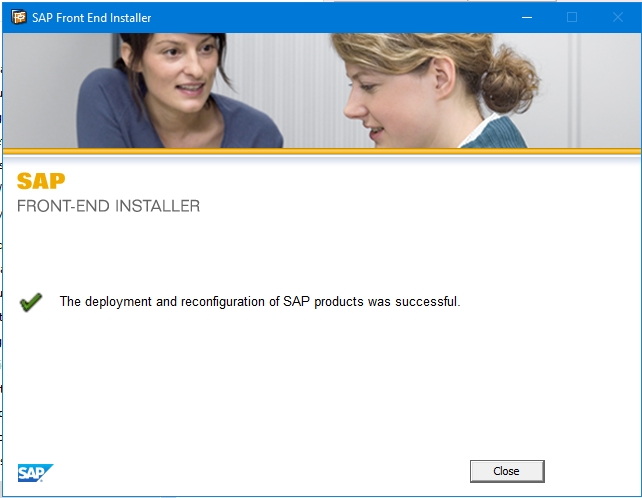 SAP Front End Installer
SAP
FRONT-END INSTALLER
The deployment and reconfiguration of SAP products was successful.
SAP
Close